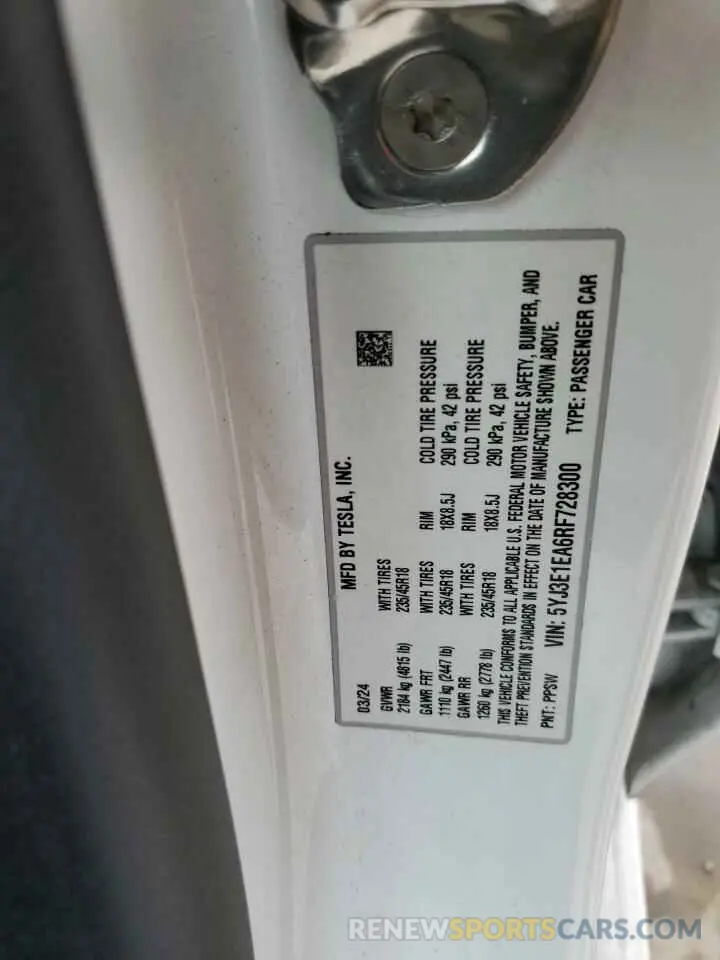 MFD BY TESLA, INC.
03/24
GVWR WITH TIRES RIM COLD TIRE PRESSURE
2184 kg (4815 lb) 235/45R18
GAWR FRT WITH TIRES RIM COLD TIRE PRESSURE
1110 kg (2447 lb) 235/45R18 18X8.5J 290 kPa, 42 psi
GAWR RR WITH TIRES RIM COLD TIRE PRESSURE
1260 kg (2778 lb) 235/45R18 18X8.5J 290 kPa, 42 psi
THIS VEHICLE CONFORMS TO ALL APPLICABLE U.S. FEDERAL MOTOR VEHICLE SAFETY, BUMPER, AND
THEFT PREVENTION STANDARDS IN EFFECT ON THE DATE OF MANUFACTURE SHOWN ABOVE.
PNT: PPSW VIN: 5YJ3E1EA6RF728300 TYPE: PASSENGER CAR
RENEWSPORTSCARS.COM